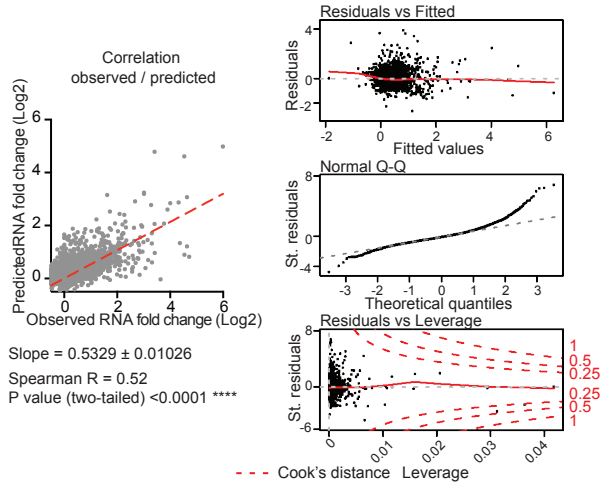 Correlation
observed / predicted
PredictedRNA fold change (Log2)
6
4
2
0
0
2
4
6
Observed RNA fold change (Log2)
Slope = 0.5329 ± 0.01026
Spearman R = 0.52
P value (two-tailed) <0.0001 ****
Residuals vs Fitted
Residuals
4
0
-2
-2
0
2
4
6
Fitted values
Normal Q-Q
St. residuals
8
0
-4
-3
-2
-1
0
1
2
3
Theoretical quantiles
Residuals vs Leverage
St. residuals
8
0
-6
1
0.5
0.25
0.25
0.5
1
0
0.01
0.02
0.03
0.04
Cook's distance Leverage